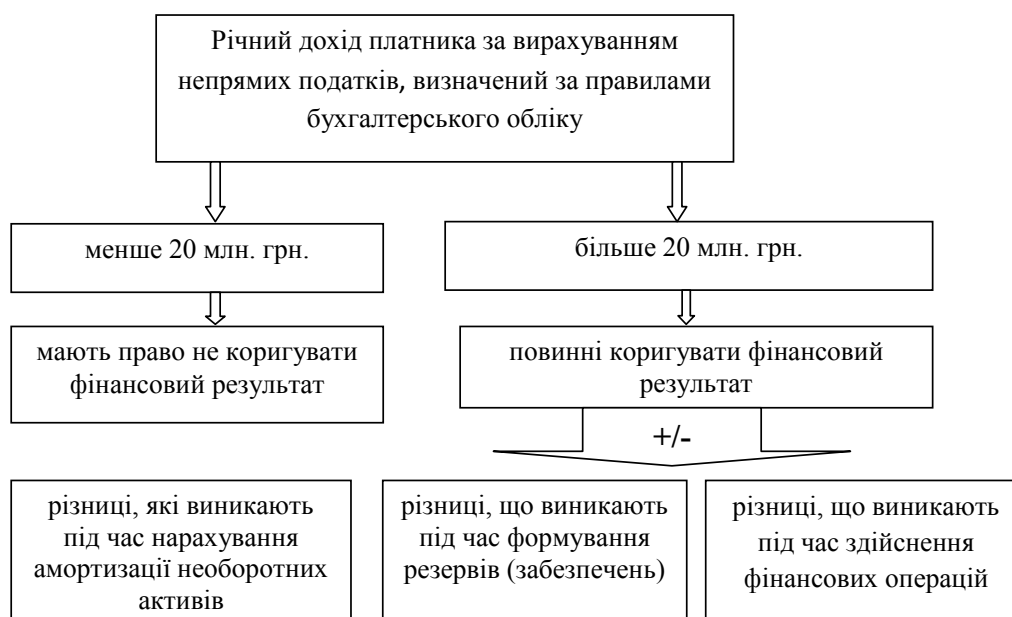 Річний дохід платника за вирахуванням
непрямих податків, визначений за правилами
бухгалтерського обліку
менше 20 млн. грн.
більше 20 млн. грн.
мають право не коригувати
фінансовий результат
повинні коригувати фінансовий
результат
+/-
різниці, які виникають
під час нарахування
амортизації необоротних
активів
різниці, що виникають
під час формування
резервів (забезпечень)
різниці, що виникають
під час здійснення
фінансових операцій